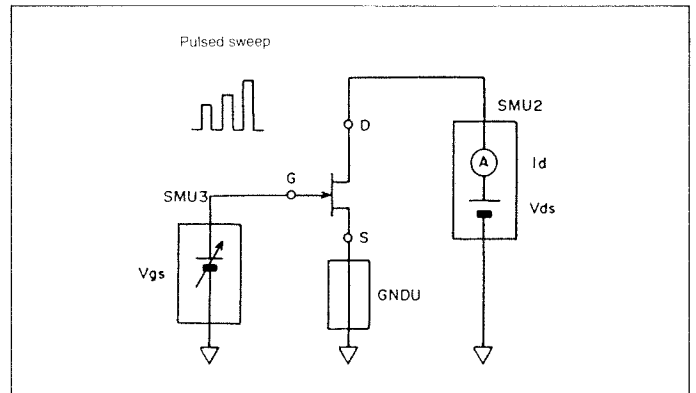 Pulsed sweep
SMU2
D
A
Id
G
SMU3
Vds
S
Vgs
GNDU